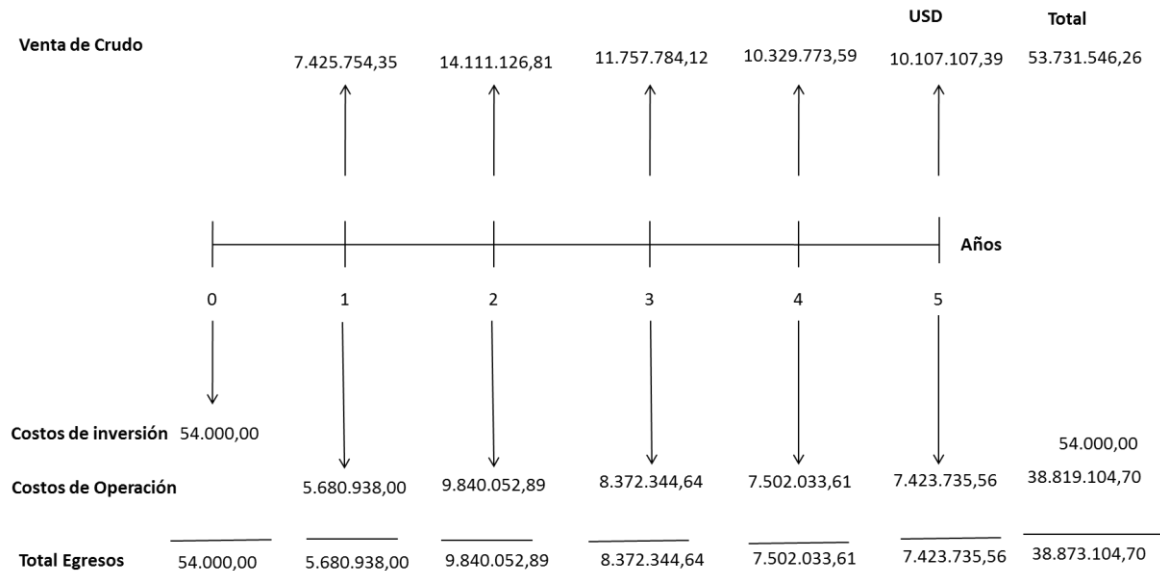 USD Total
Venta de Crudo
7.425.754,35 14.111.126,81 11.757.784,12 10.329.773,59 10.107.107,39 53.731.546,26
Años
0 1 2 3 4 5
Costos de inversión 54.000,00 54.000,00
Costos de Operación 5.680.938,00 9.840.052,89 8.372.344,64 7.502.033,61 7.423.735,56 38.819.104,70
Total Egresos 54.000,00 5.680.938,00 9.840.052,89 8.372.344,64 7.502.033,61 7.423.735,56 38.873.104,70